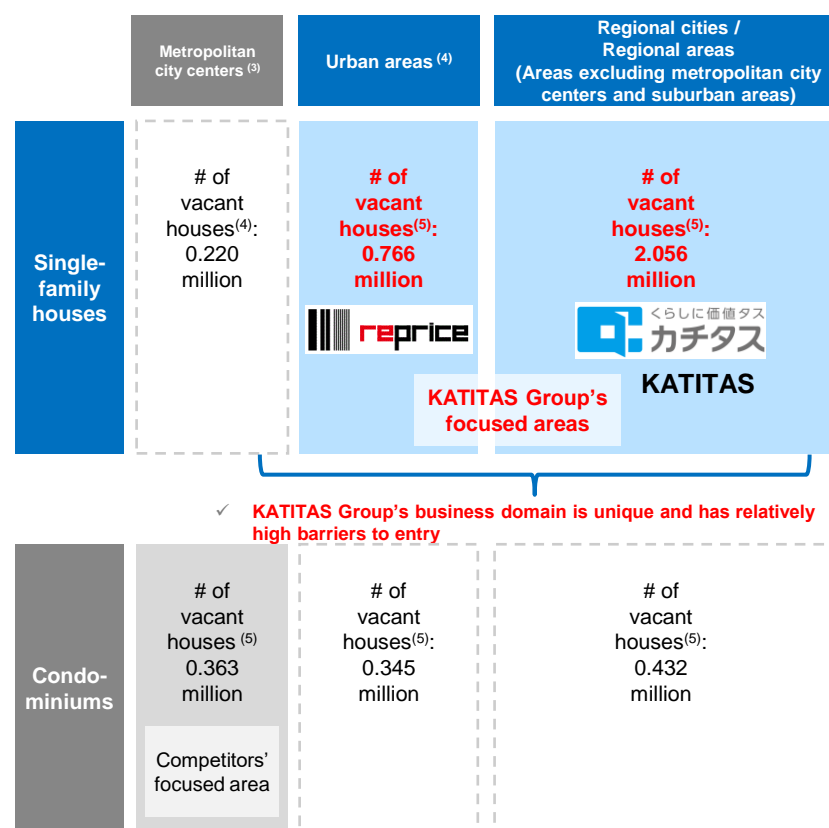 Metropolitan
city centers (3)
Urban areas (4)
Regional cities /
Regional areas
(Areas excluding metropolitan city
centers and suburban areas)
Single-
family
houses
# of
vacant
houses(4):
0.220
million
# of
vacant
houses(5):
0.766
million
reprice
# of
vacant
houses(5):
2.056
million
くらしに価値タス
カチタス
KATITAS
KATITAS Group's
focused areas
✓ KATITAS Group's business domain is unique and has relatively
high barriers to entry
Condo-
miniums
# of
vacant
houses (5)
0.363
million
Competitors'
focused area
# of
vacant
houses(5):
0.345
million
# of
vacant
houses(5):
0.432
million